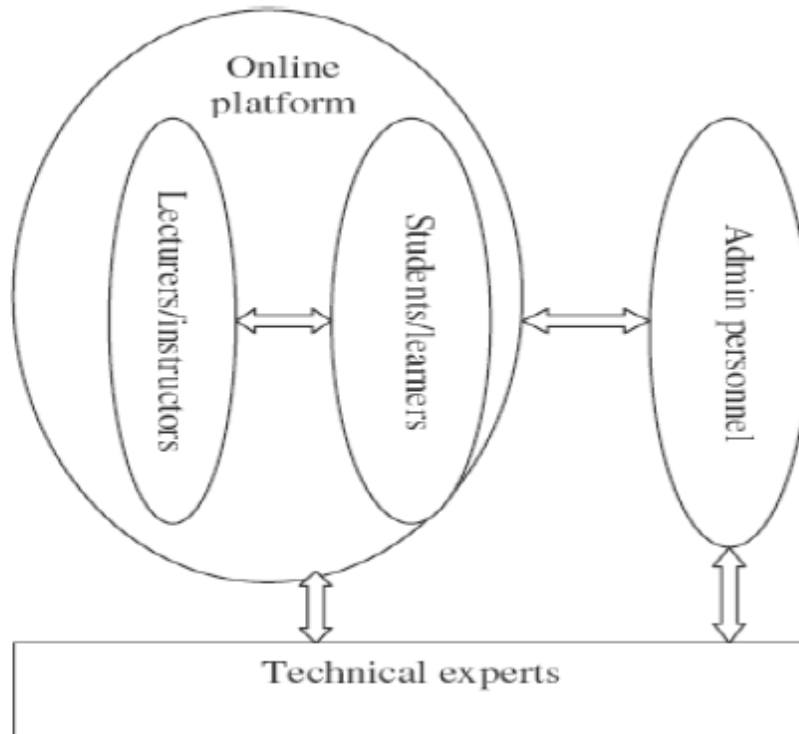 Online
platform
Lecturers/instructors
Students/learners
Admin personnel
Technical experts